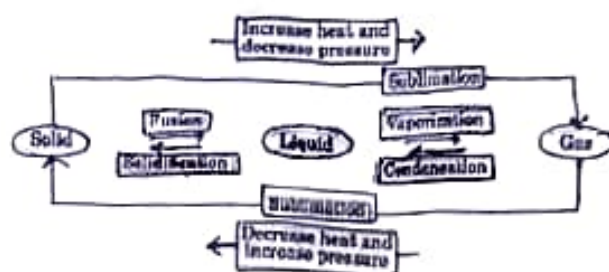 Increase heat and
decrease pressure
Sublimation
Fusion
Vaporization
Solid
Liquid
Gas
Solidification
Condensation
Decrease heat and
increase pressure